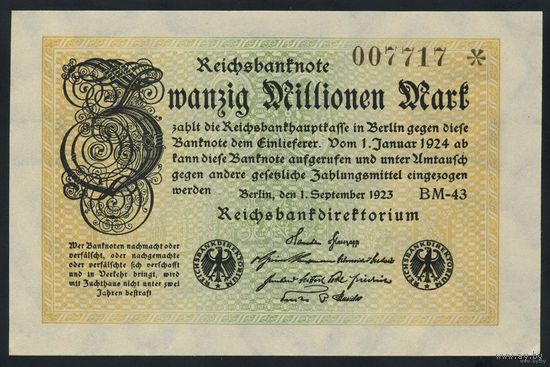 007717 *
Reichsbanknote
Zwanzig Millionen Mark
zahlt die Reichsbankhauptkasse in Berlin gegen diese
Banknote dem Einlieferer. Vom 1. Januar 1924 ab
kann diese Banknote aufgerufen und unter Umtausch
gegen andere gesetzliche Zahlungsmittel eingezogen
werden
Berlin, den 1. September 1923 BM-43
Reichsbankdirektorium
Wer Banknoten nachmacht oder
verfälscht, oder nachgemachte
oder verfälschte sich verschafft
und in Verkehr bringt, wird
mit Zuchthaus nicht unter zwei
Jahren bestraft
REICHSBANKDIREKTORIUM
REICHSBANKDIREKTORIUM